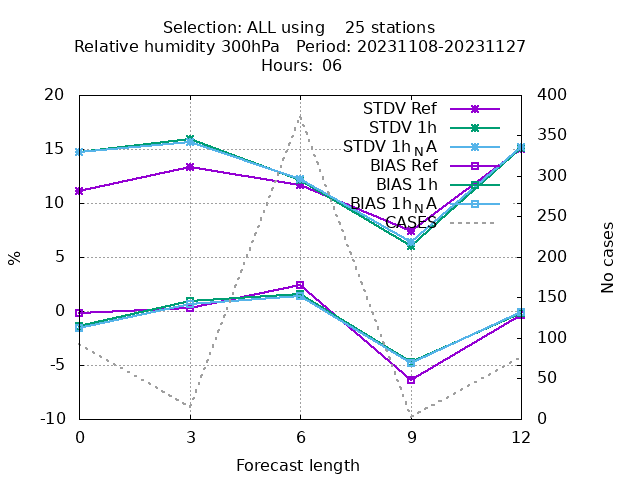 Selection: ALL using    25 stations
Relative humidity 300hPa   Period: 20231108-20231127
Hours: 06
20
15
10
5
0
-5
-10
%
400
350
300
250
200
150
100
50
0
No cases
STDV Ref
STDV 1h
STDV 1h_N A
BIAS Ref
BIAS 1h
BIAS 1h_N A
CASES
0 3 6 9 12
Forecast length